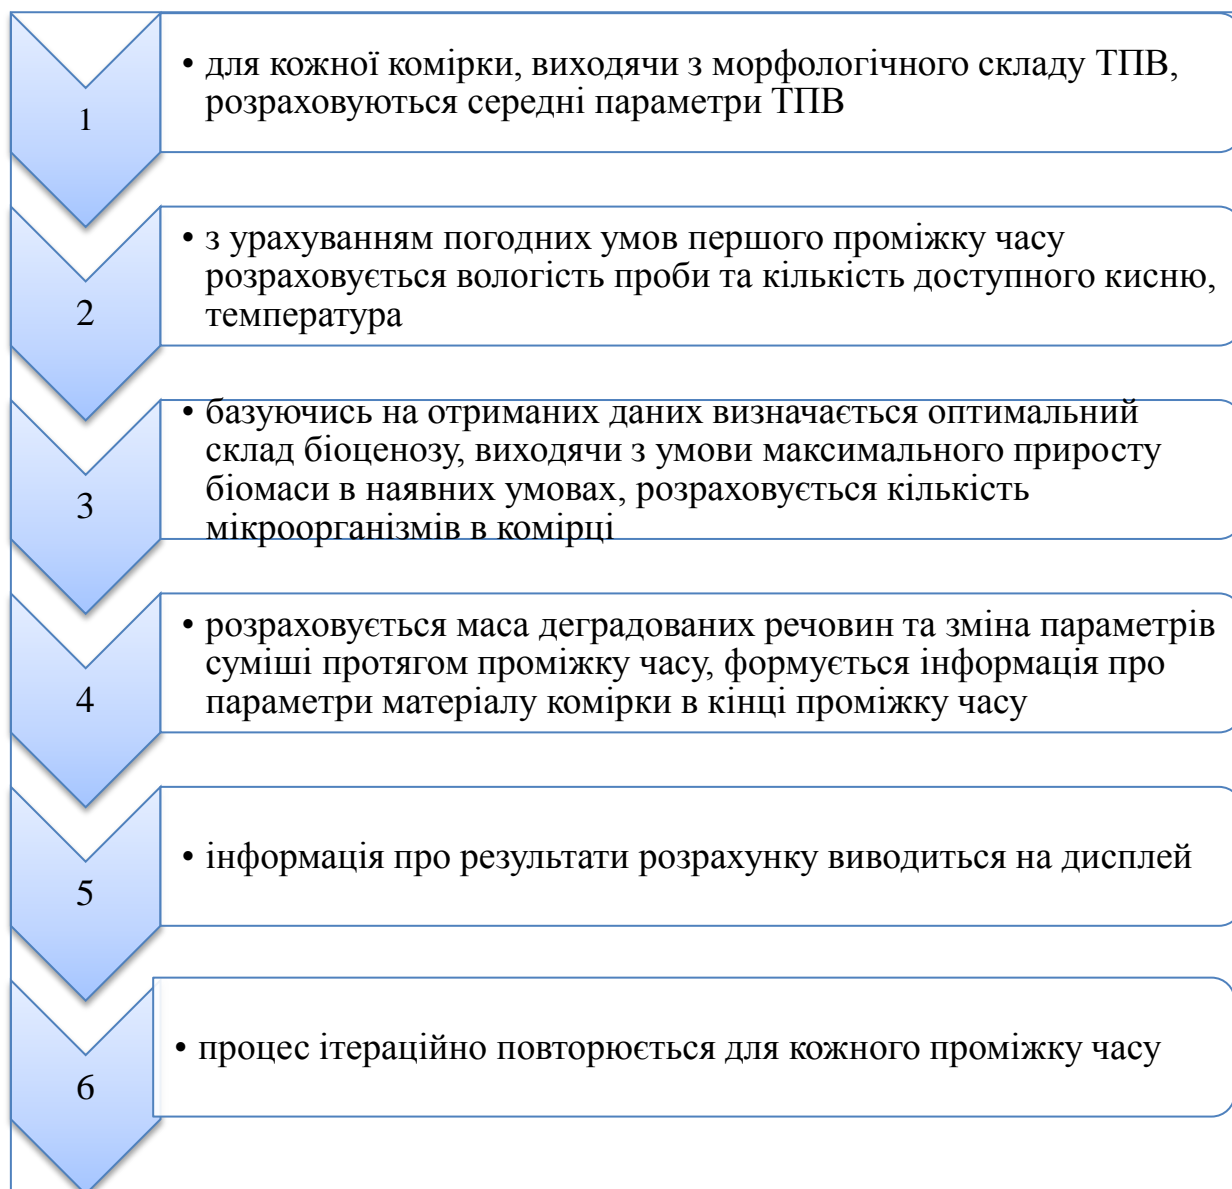 1
• для кожної комірки, виходячи з морфологічного складу ТПВ,
розраховуються середні параметри ТПВ
2
• з урахуванням погодних умов першого проміжку часу
розраховується вологість проби та кількість доступного кисню,
температура
3
• базуючись на отриманих даних визначається оптимальний
склад біоценозу, виходячи з умови максимального приросту
біомаси в наявних умовах, розраховується кількість
мікроорганізмів в комірці
4
• розраховується маса деградованих речовин та зміна параметрів
суміші протягом проміжку часу, формується інформація про
параметри матеріалу комірки в кінці проміжку часу
5
• інформація про результати розрахунку виводиться на дисплей
6
• процес ітераційно повторюється для кожного проміжку часу